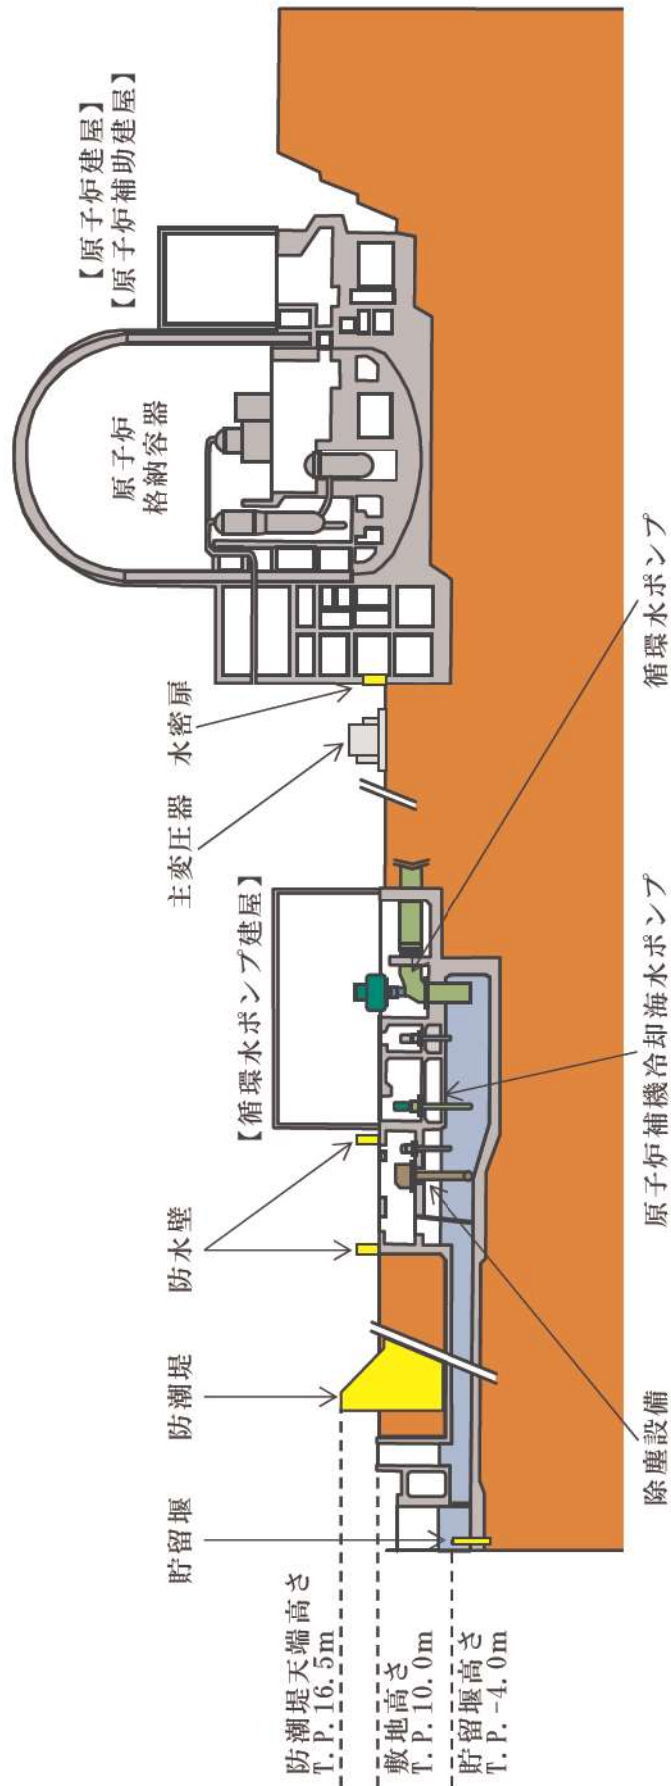 【原子炉建屋】
【原子炉補助建屋】
原子炉
格納容器
貯留堰
防潮堤
防水壁
【循環水ポンプ建屋】
主変圧器
水密扉
防潮堤天端高さ
T.P.16.5m
敷地高さ
T.P.10.0m
貯留堰高さ
T.P.-4.0m
除塵設備
原子炉補機冷却海水ポンプ
循環水ポンプ